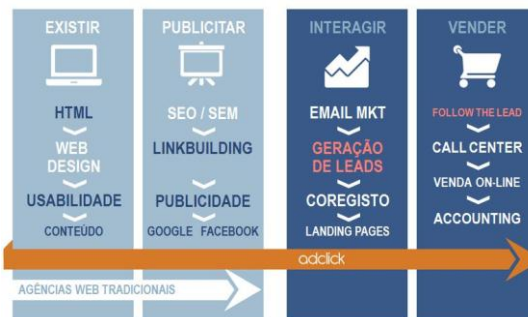 EXISTIR
HTML
WEB
DESIGN
USABILIDADE
CONTEÚDO
PUBLICITAR
SEO / SEM
LINKBUILDING
PUBLICIDADE
GOOGLE FACEBOOK
INTERAGIR
EMAIL MKT
GERAÇÃO
DE LEADS
COREGISTO
LANDING PAGES
VENDER
FOLLOW THE LEAD
CALL CENTER
VENDA ON-LINE
ACCOUNTING
adclick
AGÊNCIAS WEB TRADICIONAIS